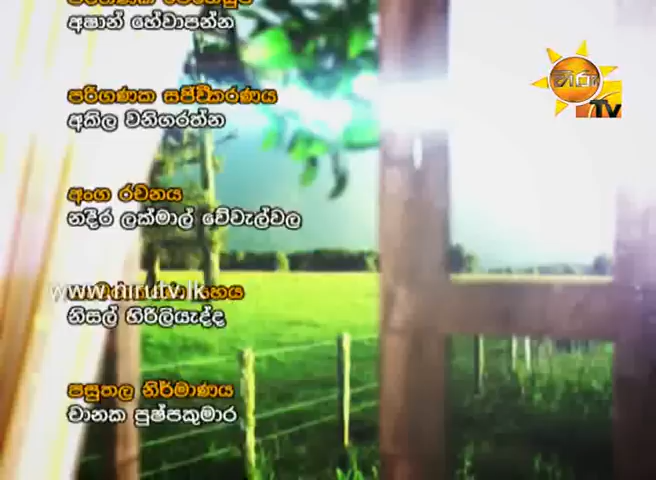 අෂාන් හේවාපන්න
පරිගණක සජිවීකරණය
අකිල වනිගරත්න
අංග රචනය
නදීර ලක්මාල් වේවැල්වල
www.hirutv.lk
නිසල් හිරිලියැද්ද
පසුතල නිර්මාණය
චානක පුෂ්පකුමාර
හිරු
TV